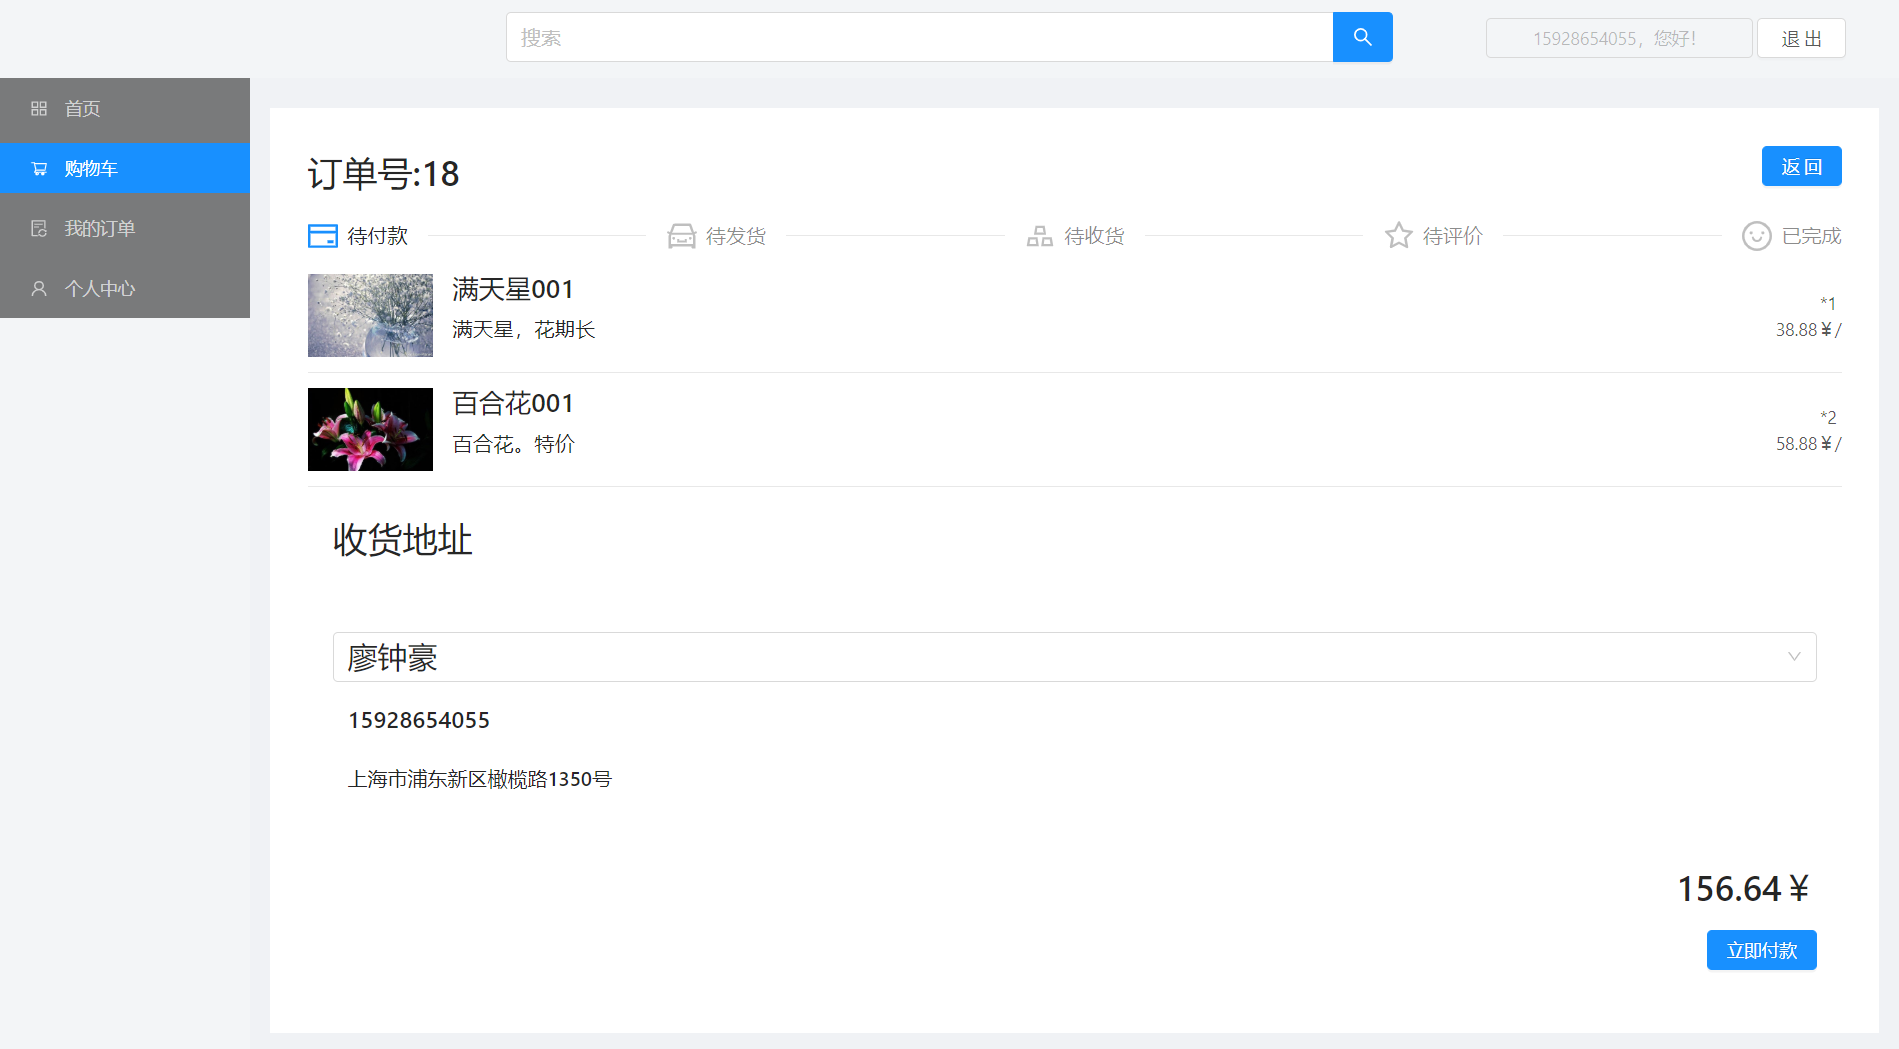 搜索
15928654055，您好！
退 出
首页
购物车
我的订单
个人中心
订单号:18
返 回
待付款
待发货
待收货
待评价
已完成
满天星001
满天星，花期长
*1
38.88￥/
百合花001
百合花。特价
*2
58.88￥/
收货地址
廖钟豪
15928654055
上海市浦东新区橄榄路1350号
156.64￥
立即付款